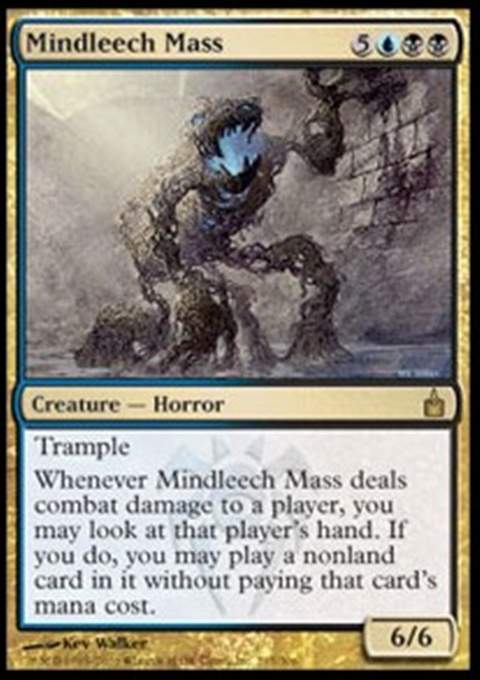 Mindleech Mass 5
Creature — Horror
Trample
Whenever Mindleech Mass deals
combat damage to a player, you
may look at that player's hand. If
you do, you may play a nonland
card in it without paying that card's
mana cost.
Kev Walker
6/6